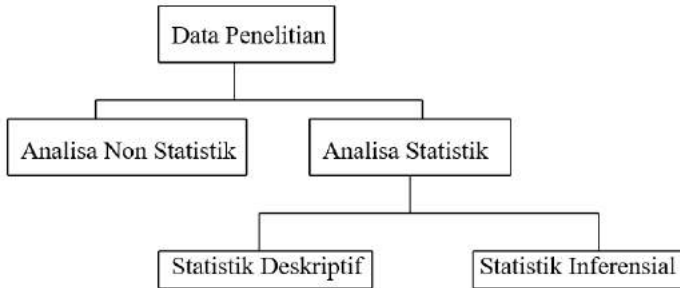 Data Penelitian
Analisa Non Statistik
Analisa Statistik
Statistik Deskriptif
Statistik Inferensial